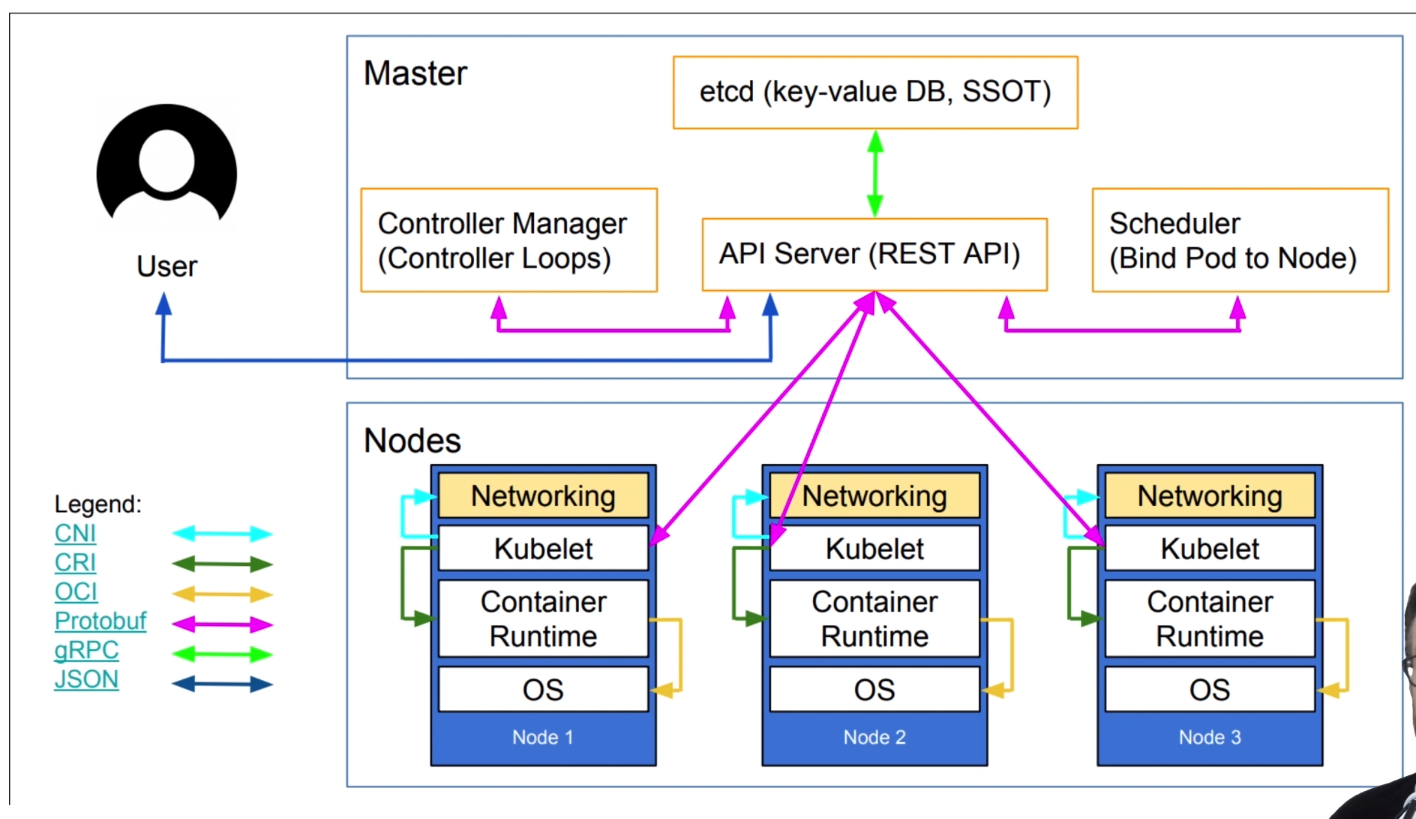 Master
etcd (key-value DB, SSOT)
Controller Manager
(Controller Loops)
API Server (REST API)
Scheduler
(Bind Pod to Node)
User
Nodes
Networking
Kubelet
Container
Runtime
OS
Node 1
Networking
Kubelet
Container
Runtime
OS
Node 2
Networking
Kubelet
Container
Runtime
OS
Node 3
Legend:
CNI
CRI
OCI
Protobuf
gRPC
JSON